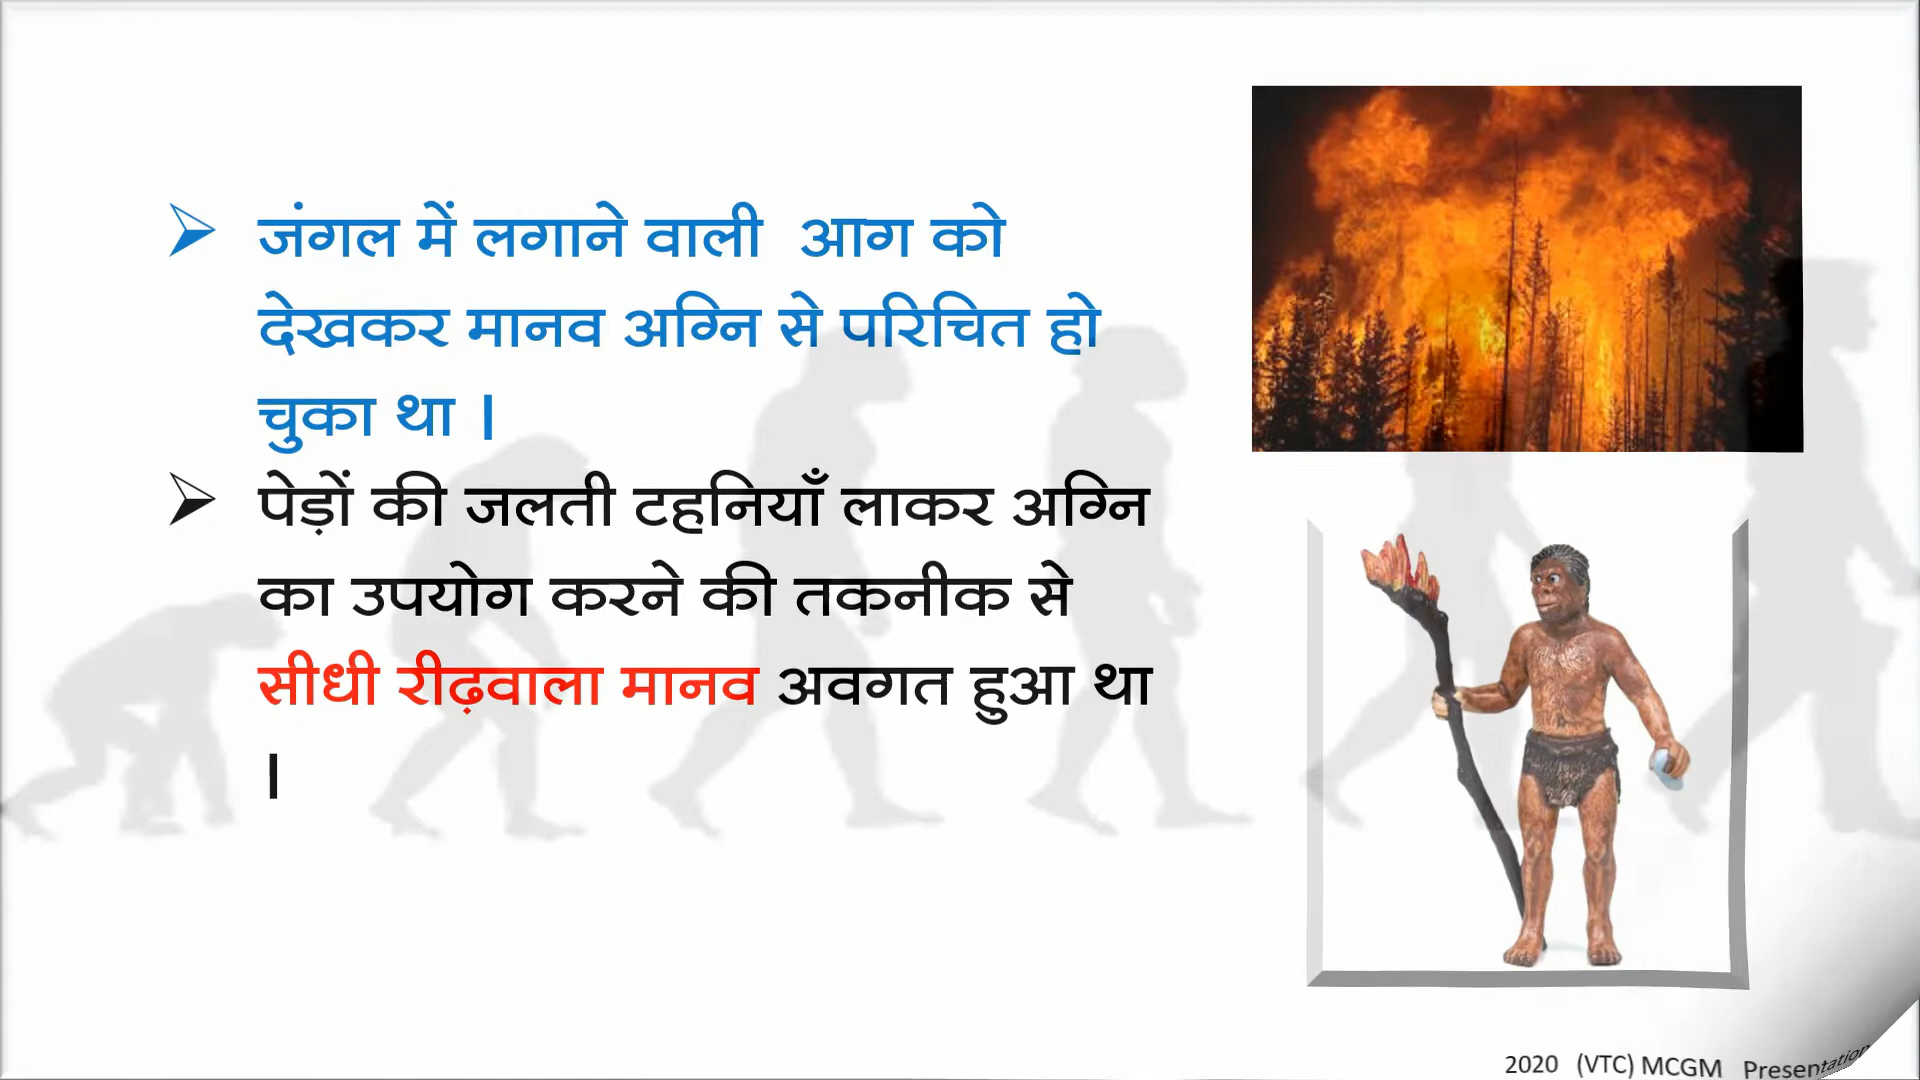 ➢ जंगल में लगाने वाली आग को
देखकर मानव अग्नि से परिचित हो
चुका था |
➢ पेड़ों की जलती टहनियाँ लाकर अग्नि
का उपयोग करने की तकनीक से
सीधी रीढ़वाला मानव अवगत हुआ था
|
2020 (VTC) MCGM Presentation